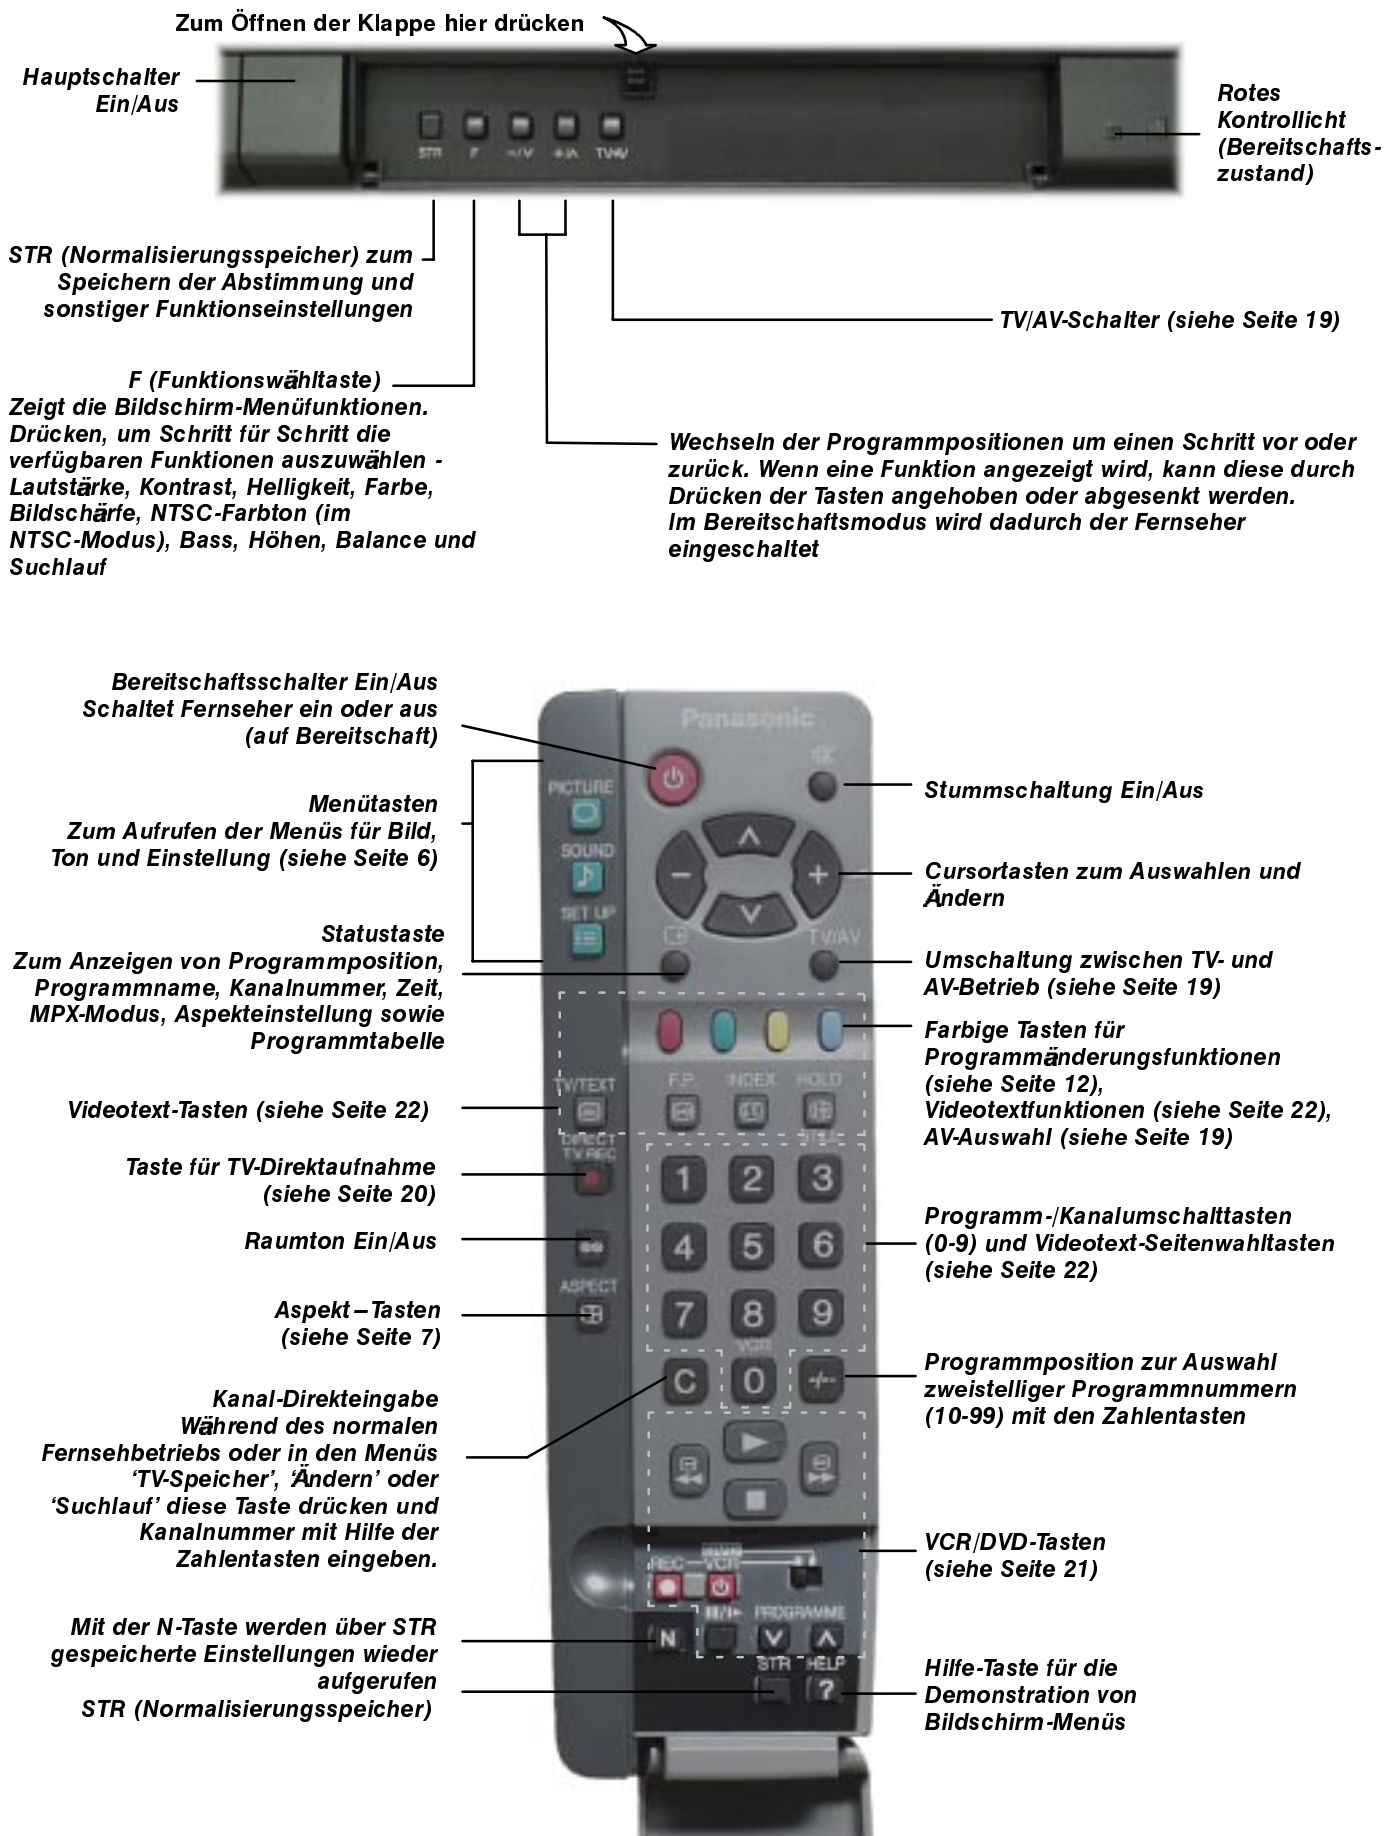 Zum Öffnen der Klappe hier drücken
Hauptschalter
Ein/Aus
Rotes
Kontrollicht
(Bereitschafts-
zustand)
STR
F
−/∨
+/∧
TV/AV
STR (Normalisierungsspeicher) zum
Speichern der Abstimmung und
sonstiger Funktionseinstellungen
TV/AV-Schalter (siehe Seite 19)
F (Funktionswähltaste)
Zeigt die Bildschirm-Menüfunktionen.
Drücken, um Schritt für Schritt die
verfügbaren Funktionen auszuwählen -
Lautstärke, Kontrast, Helligkeit, Farbe,
Bildschärfe, NTSC-Farbton (im
NTSC-Modus), Bass, Höhen, Balance und
Suchlauf
Wechseln der Programmpositionen um einen Schritt vor oder
zurück. Wenn eine Funktion angezeigt wird, kann diese durch
Drücken der Tasten angehoben oder abgesenkt werden.
Im Bereitschaftsmodus wird dadurch der Fernseher
eingeschaltet
Bereitschaftsschalter Ein/Aus
Schaltet Fernseher ein oder aus
(auf Bereitschaft)
Menütasten
Zum Aufrufen der Menüs für Bild,
Ton und Einstellung (siehe Seite 6)
Statustaste
Zum Anzeigen von Programmposition,
Programmname, Kanalnummer, Zeit,
MPX-Modus, Aspekteinstellung sowie
Programmtabelle
Videotext-Tasten (siehe Seite 22)
Taste für TV-Direktaufnahme
(siehe Seite 20)
Raumton Ein/Aus
Aspekt – Tasten
(siehe Seite 7)
Kanal-Direkteingabe
Während des normalen
Fernsehbetriebs oder in den Menüs
‘TV-Speicher’, ‘Ändern’ oder
‘Suchlauf’ diese Taste drücken und
Kanalnummer mit Hilfe der
Zahlentasten eingeben.
Mit der N-Taste werden über STR
gespeicherte Einstellungen wieder
aufgerufen
STR (Normalisierungsspeicher)
Panasonic
PICTURE
SOUND
SET UP
− +
TV/AV
TV/TEXT
F.P. INDEX HOLD
DIRECT
TV REC
1 2 3
4 5 6
ASPECT
7 8 9
VCR
C 0 -/--
REC VCR
PROGRAMME
N
STR HELP
?
Stummschaltung Ein/Aus
Cursortasten zum Auswahlen und
Ändern
Umschaltung zwischen TV- und
AV-Betrieb (siehe Seite 19)
Farbige Tasten für
Programmänderungsfunktionen
(siehe Seite 12),
Videotextfunktionen (siehe Seite 22),
AV-Auswahl (siehe Seite 19)
Programm-/Kanalumschalttasten
(0-9) und Videotext-Seitenwahltasten
(siehe Seite 22)
Programmposition zur Auswahl
zweistelliger Programmnummern
(10-99) mit den Zahlentasten
VCR/DVD-Tasten
(siehe Seite 21)
Hilfe-Taste für die
Demonstration von
Bildschirm-Menüs